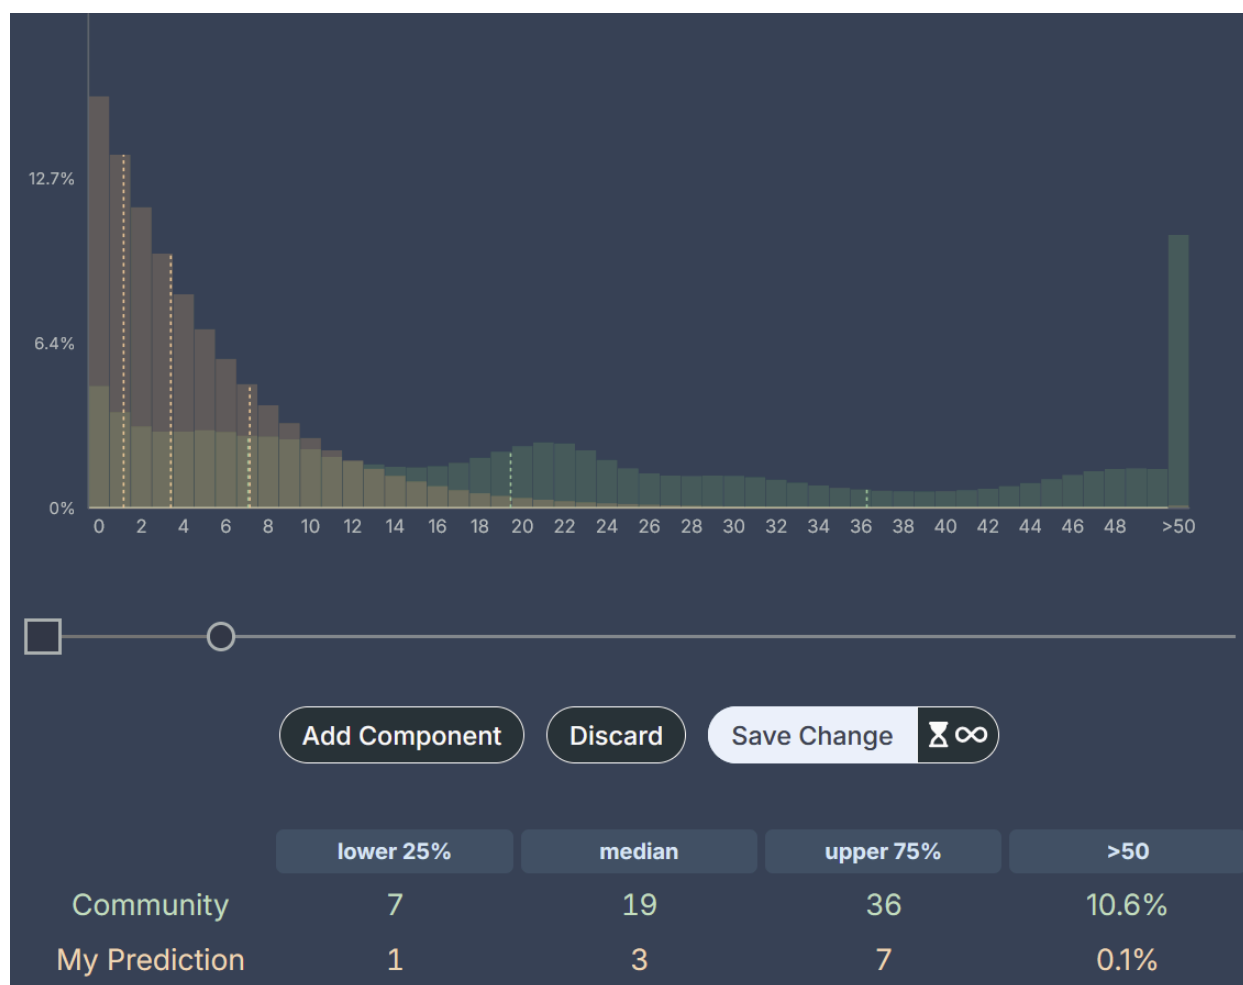 12.7%
6.4%
0%
0 2 4 6 8 10 12 14 16 18 20 22 24 26 28 30 32 34 36 38 40 42 44 46 48 >50
Add Component Discard Save Change ∞
lower 25% median upper 75% >50
Community 7 19 36 10.6%
My Prediction 1 3 7 0.1%